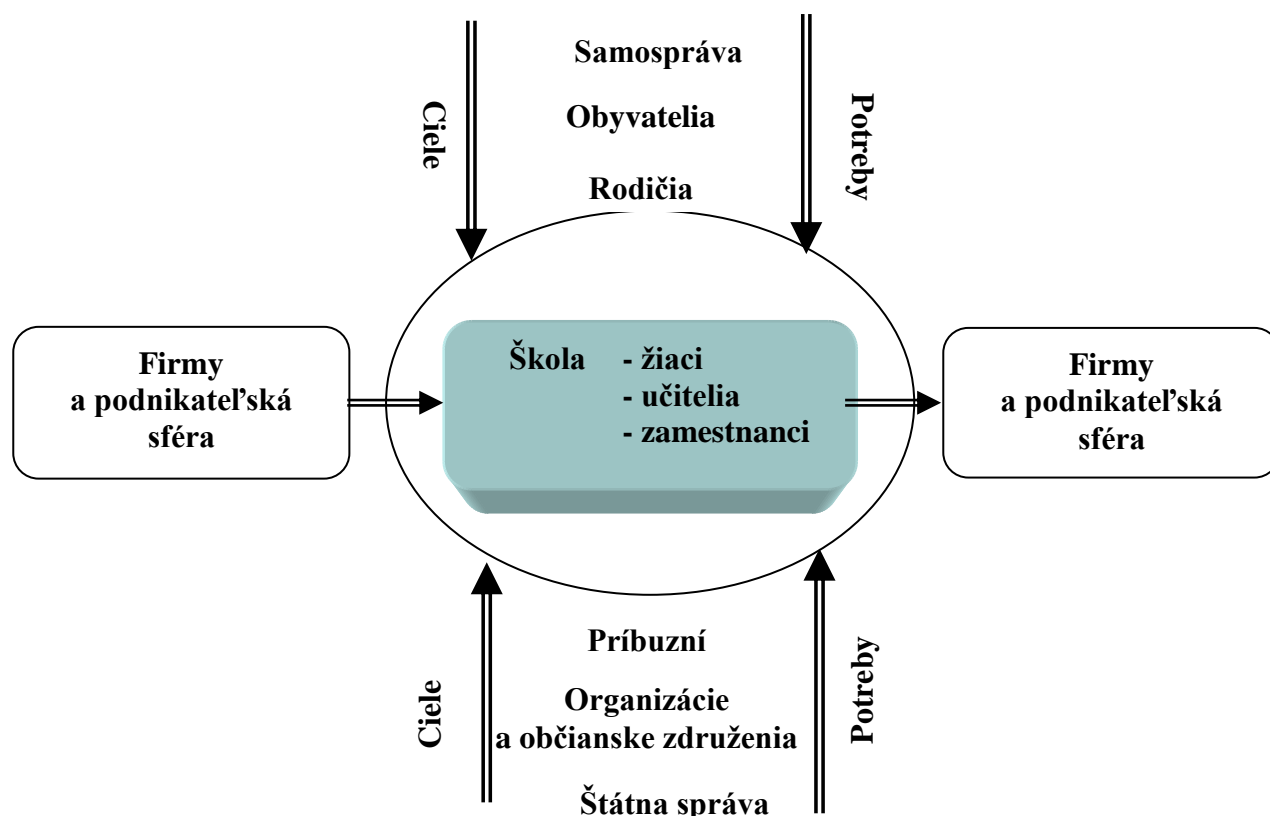 Samospráva
Ciele
Obyvatelia
Potreby
Rodičia
Firmy
a podnikateľská
sféra
Škola - žiaci
- učitelia
- zamestnanci
Firmy
a podnikateľská
sféra
Príbuzní
Ciele
Organizácie
a občianske združenia
Potreby
Štátna správa